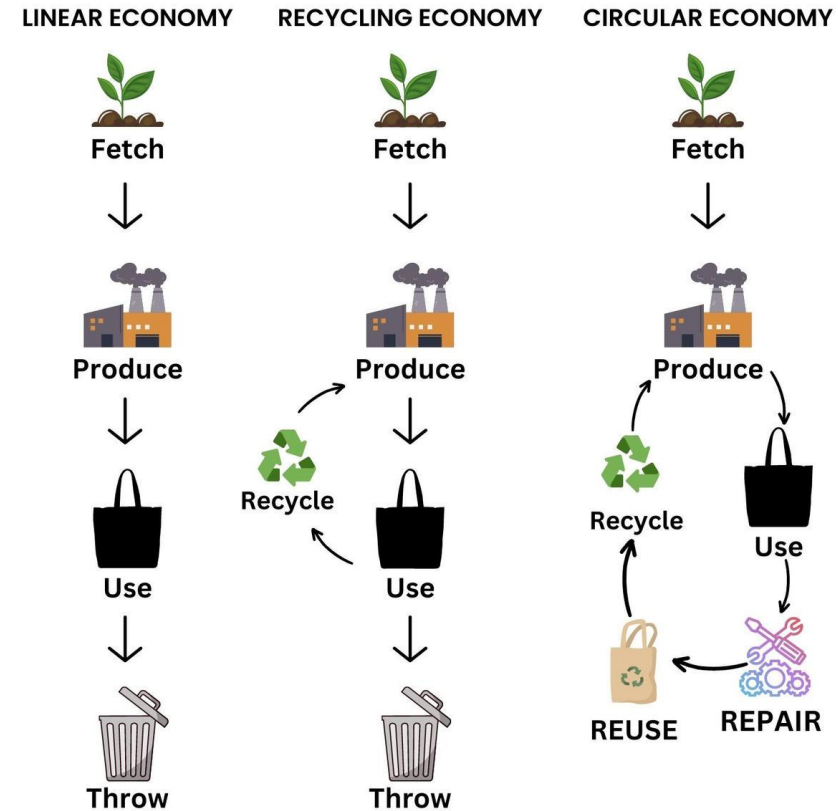 LINEAR ECONOMY
Fetch
Produce
Use
Throw
RECYCLING ECONOMY
Fetch
Produce
Recycle
Use
Throw
CIRCULAR ECONOMY
Fetch
Produce
Use
REPAIR
REUSE
Recycle